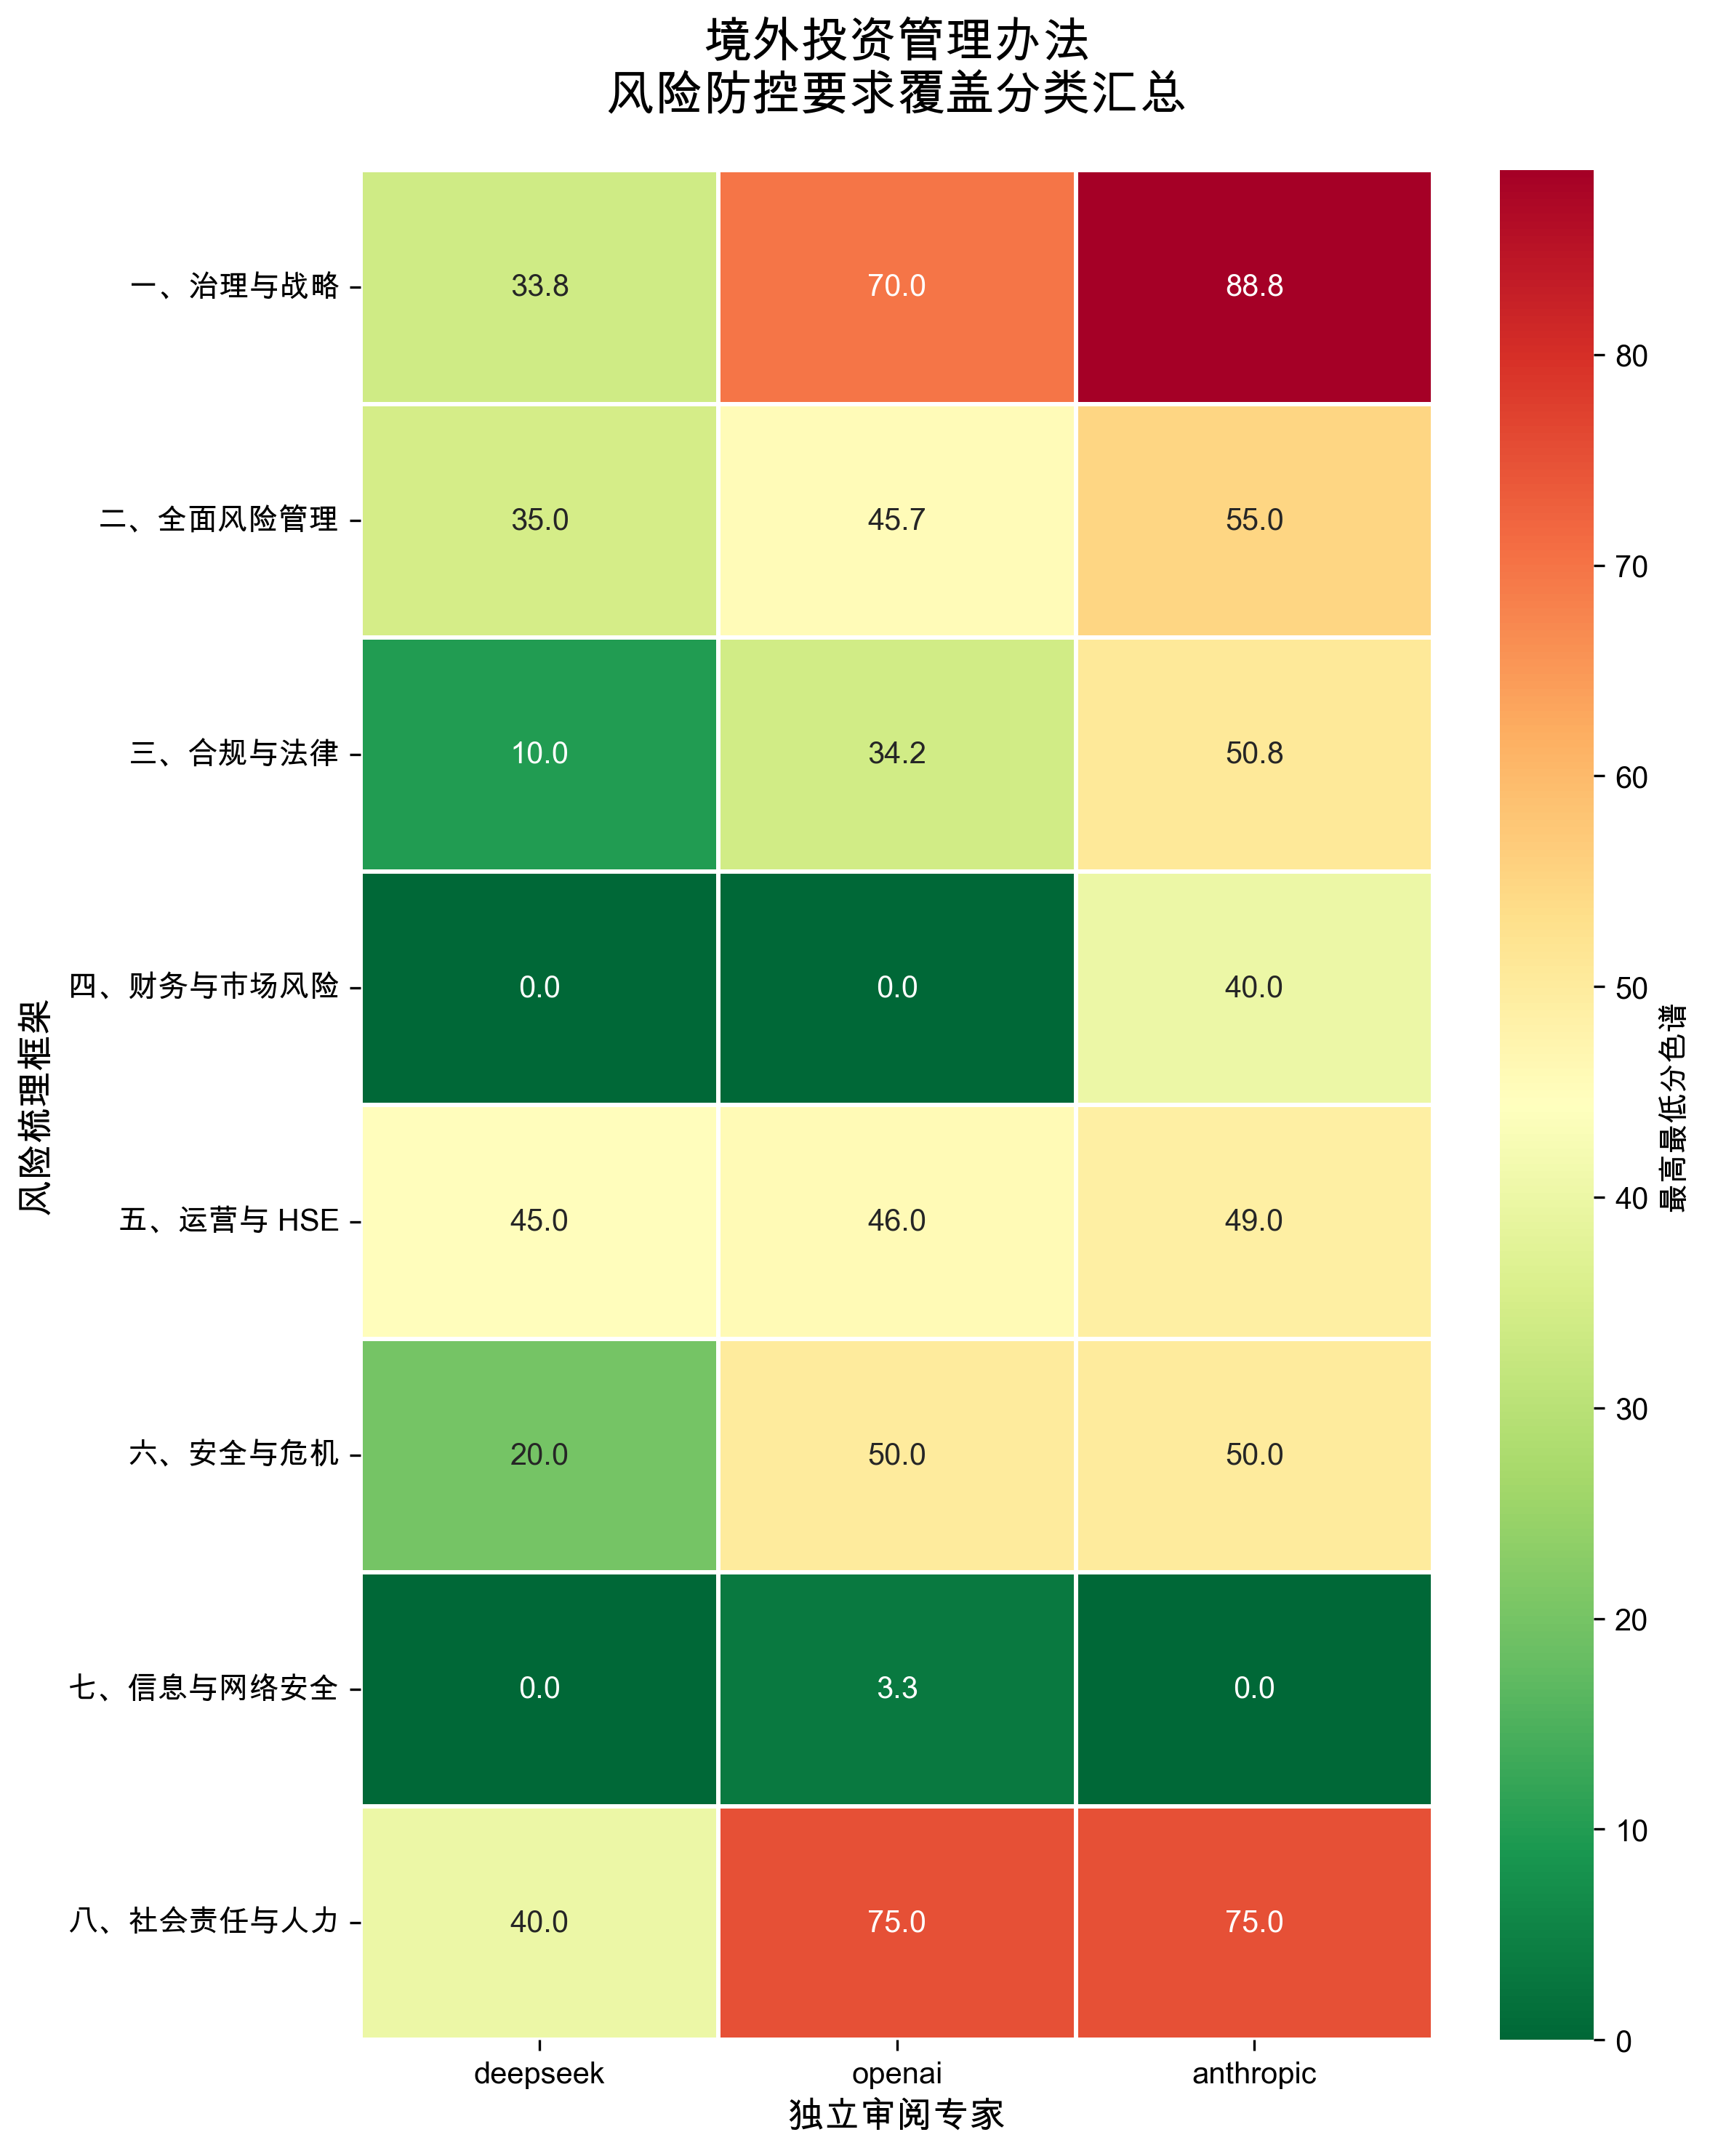 境外投资管理办法
风险防控要求覆盖分类汇总
风险梳理框架
一、治理与战略
33.8
70.0
88.8
二、全面风险管理
35.0
45.7
55.0
三、合规与法律
10.0
34.2
50.8
四、财务与市场风险
0.0
0.0
40.0
五、运营与 HSE
45.0
46.0
49.0
六、安全与危机
20.0
50.0
50.0
七、信息与网络安全
0.0
3.3
0.0
八、社会责任与人力
40.0
75.0
75.0
deepseek
openai
anthropic
独立审阅专家
80
70
60
50
40
30
20
10
0
最高最低分色谱